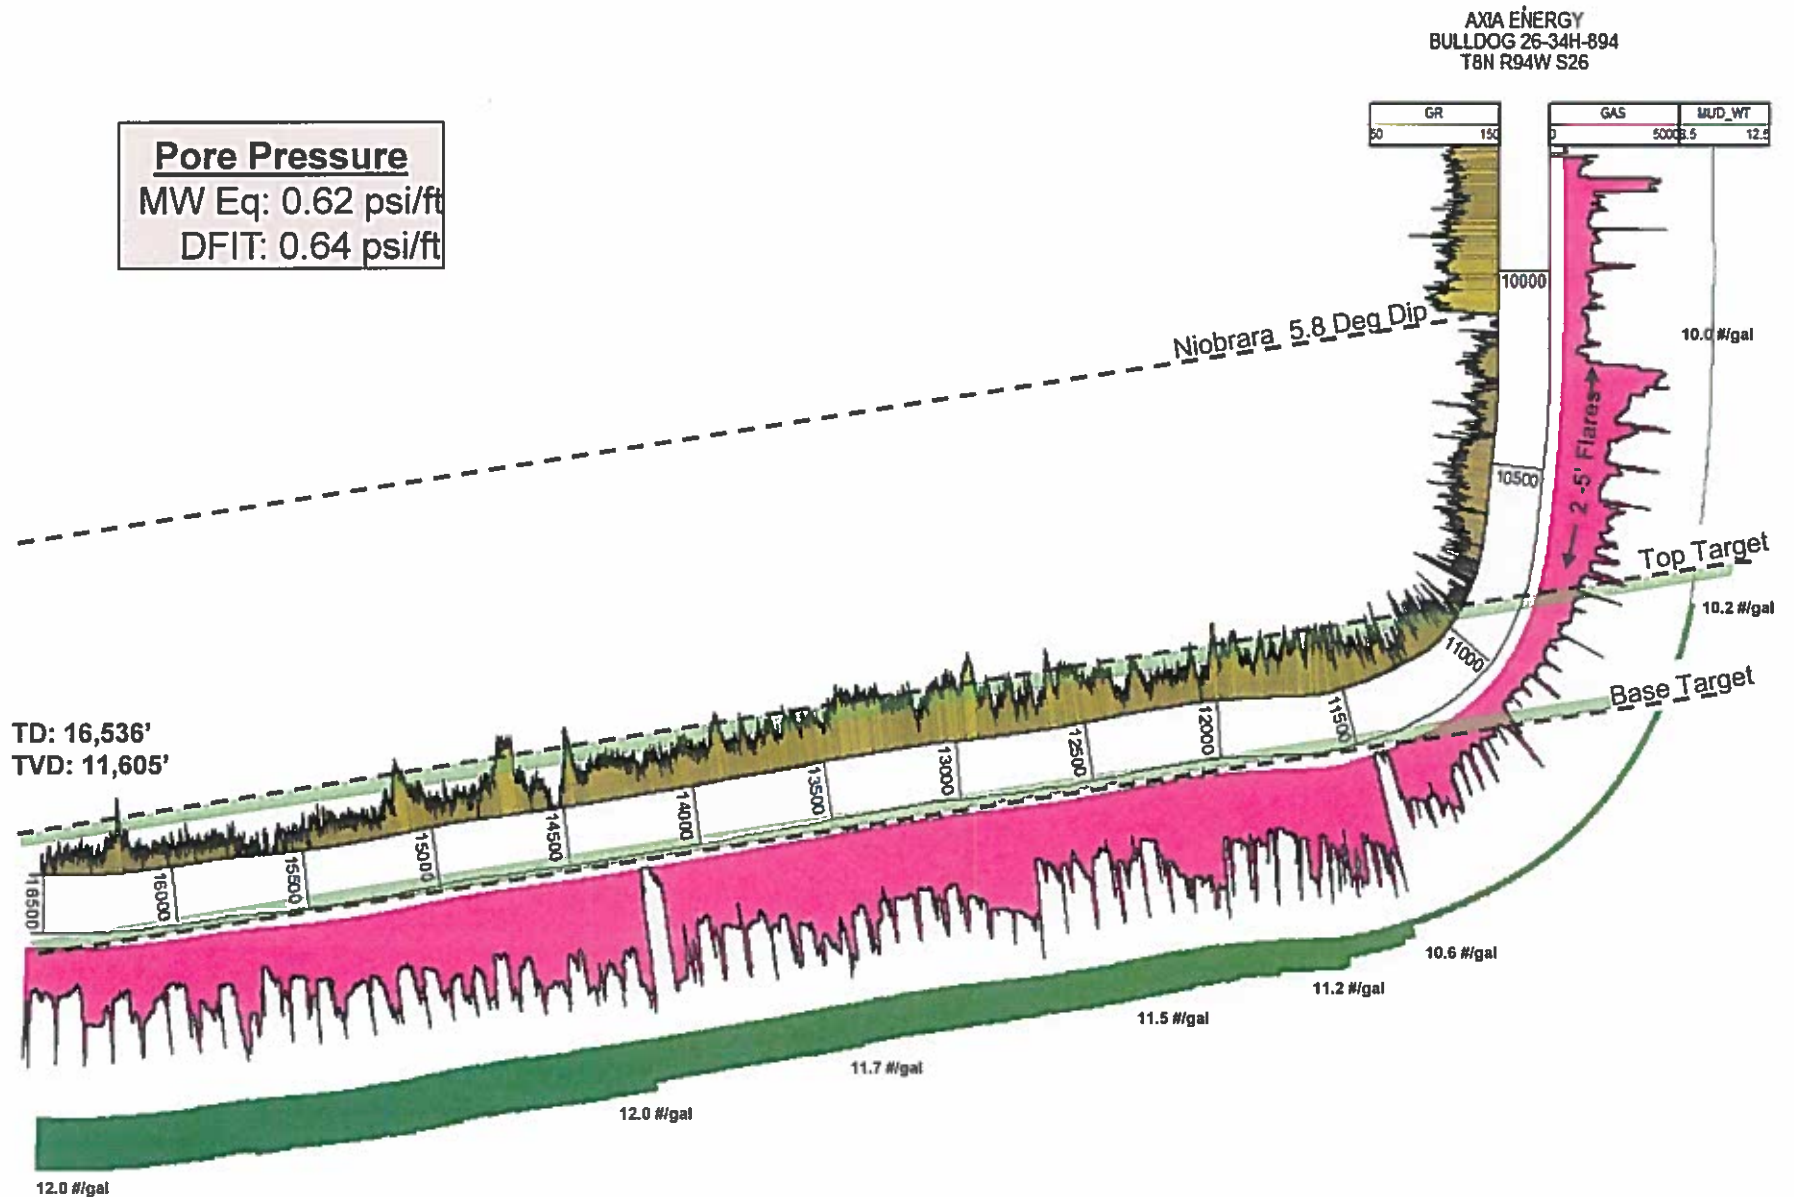 AXIA ENERGY
BULLDOG 26-34H-894
T8N R94W S26
GR
50 150
GAS
0 5000
MUD_WT
8.5 12.5
Pore Pressure
MW Eq: 0.62 psi/ft
DFIT: 0.64 psi/ft
10000
Niobrara 5.8 Deg Dip
10.0 #/gal
2 -5' Flares
10500
Top Target
10.2 #/gal
11000
Base Target
TD: 16,536'
TVD: 11,605'
11500
12000
12500
13000
13500
14000
14500
15000
15500
16000
16500
10.6 #/gal
11.2 #/gal
11.5 #/gal
11.7 #/gal
12.0 #/gal
12.0 #/gal